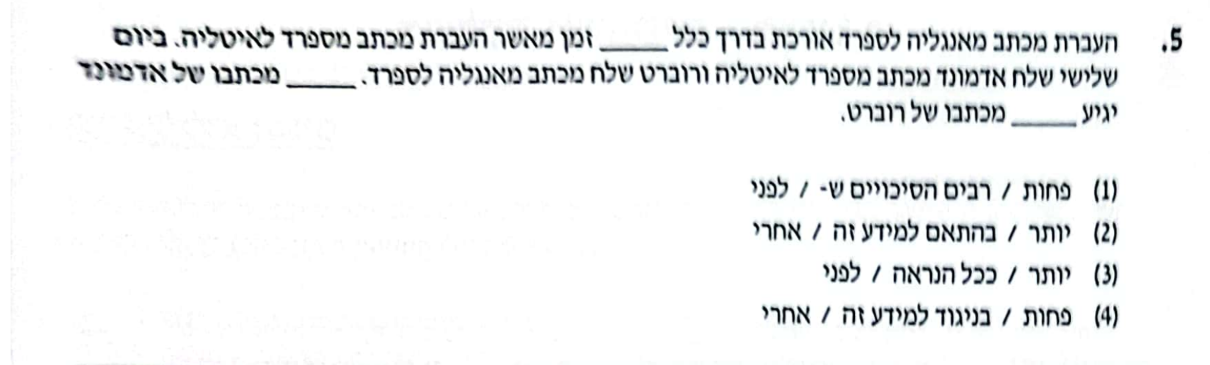 5. העברת מכתב מאנגליה לספרד אורכת בדרך כלל _____ זמן מאשר העברת מכתב מספרד לאיטליה. ביום
שלישי שלח אדמונד מכתב מספרד לאיטליה ורוברט שלח מכתב מאנגליה לספרד. _____ מכתבו של אדמונד
יגיע _____ מכתבו של רוברט.
(1) פחות / רבים הסיכויים ש- / לפני
(2) יותר / בהתאם למידע זה / אחרי
(3) יותר / ככל הנראה / לפני
(4) פחות / בניגוד למידע זה / אחרי